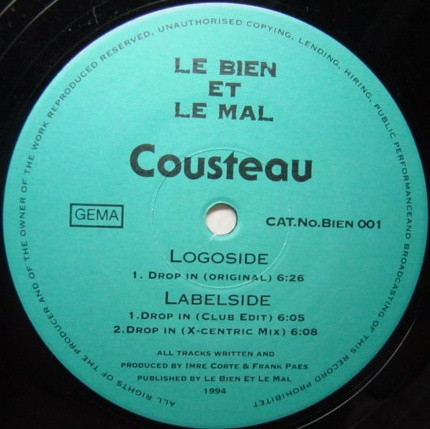 ALL RIGHTS OF THE PRODUCER AND OF THE OWNER OF THE WORK REPRODUCED RESERVED, UNAUTHORISED COPYING, LENDING, HIRING, PUBLIC PERFORMANCEAND BROADCASTING OF THIS RECORD PROHIBITET
LE BIEN
ET
LE MAL
Cousteau
GEMA
CAT.No.BIEN 001
LOGOSIDE
1. DROP IN (ORIGINAL) 6:26
LABELSIDE
1.DROP IN (CLUB EDIT) 6:05
2.DROP IN (X-CENTRIC MIX) 6:08
ALL TRACKS WRITTEN AND
PRODUCED BY IMRE CORTE & FRANK PAES
PUBLISHED BY LE BIEN ET LE MAL
1994